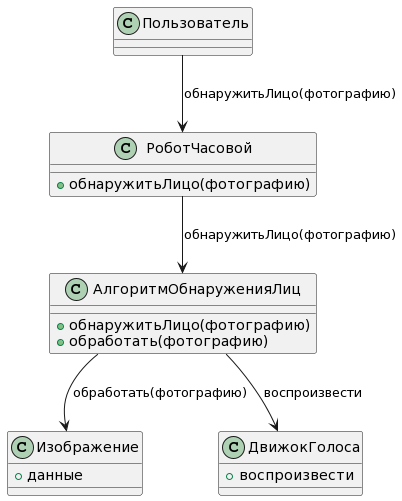 C Пользователь
обнаружитьЛицо(фотографию)
C РоботЧасовой
+ обнаружитьЛицо(фотографию)
обнаружитьЛицо(фотографию)
C АлгоритмОбнаруженияЛиц
+ обнаружитьЛицо(фотографию)
+ обработать(фотографию)
обработать(фотографию)
воспроизвести
C Изображение
+ данные
C ДвижокГолоса
+ воспроизвести